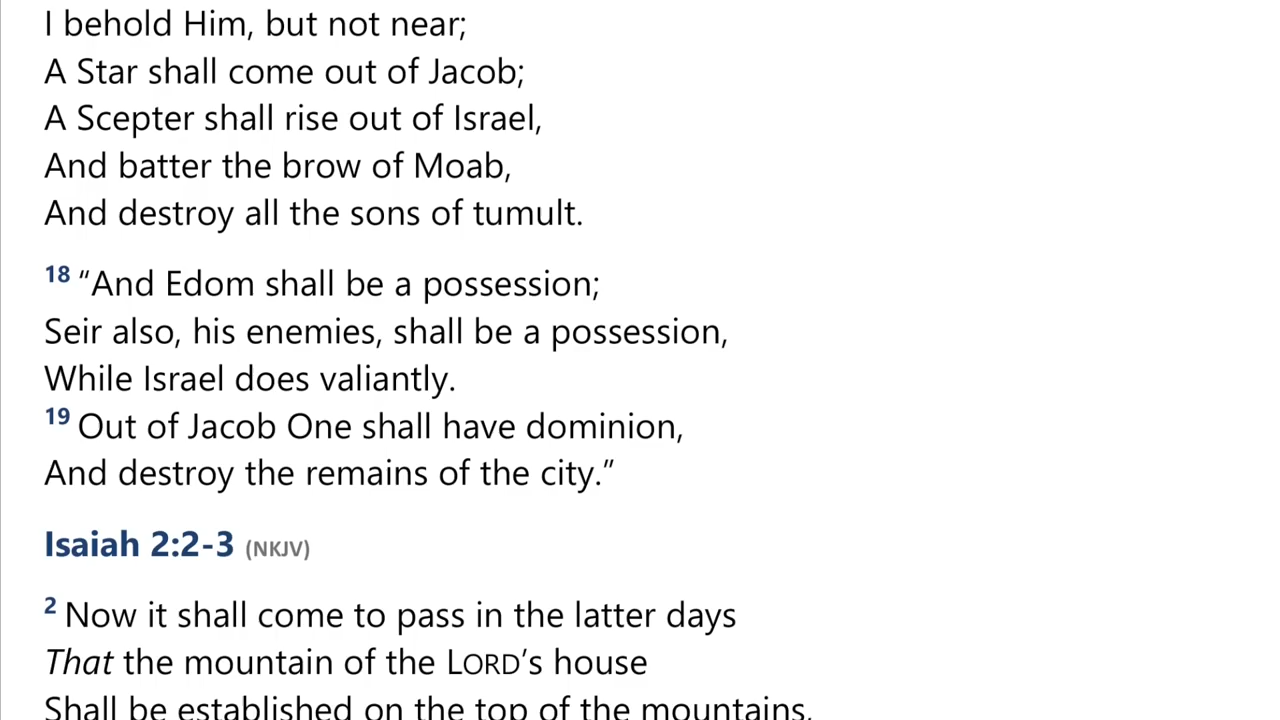 I behold Him, but not near;
A Star shall come out of Jacob;
A Scepter shall rise out of Israel,
And batter the brow of Moab,
And destroy all the sons of tumult.
18 “And Edom shall be a possession;
Seir also, his enemies, shall be a possession,
While Israel does valiantly.
19 Out of Jacob One shall have dominion,
And destroy the remains of the city.”
Isaiah 2:2-3 (NKJV)
2 Now it shall come to pass in the latter days
That the mountain of the LORD’s house
Shall be established on the top of the mountains,